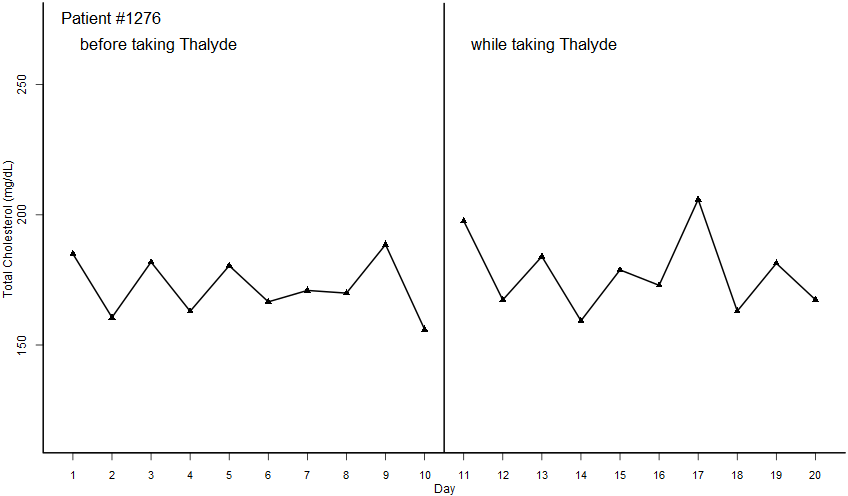 Patient #1276
before taking Thalyde
while taking Thalyde
Total Cholesterol (mg/dL)
250
200
150
1 2 3 4 5 6 7 8 9 10 11 12 13 14 15 16 17 18 19 20
Day